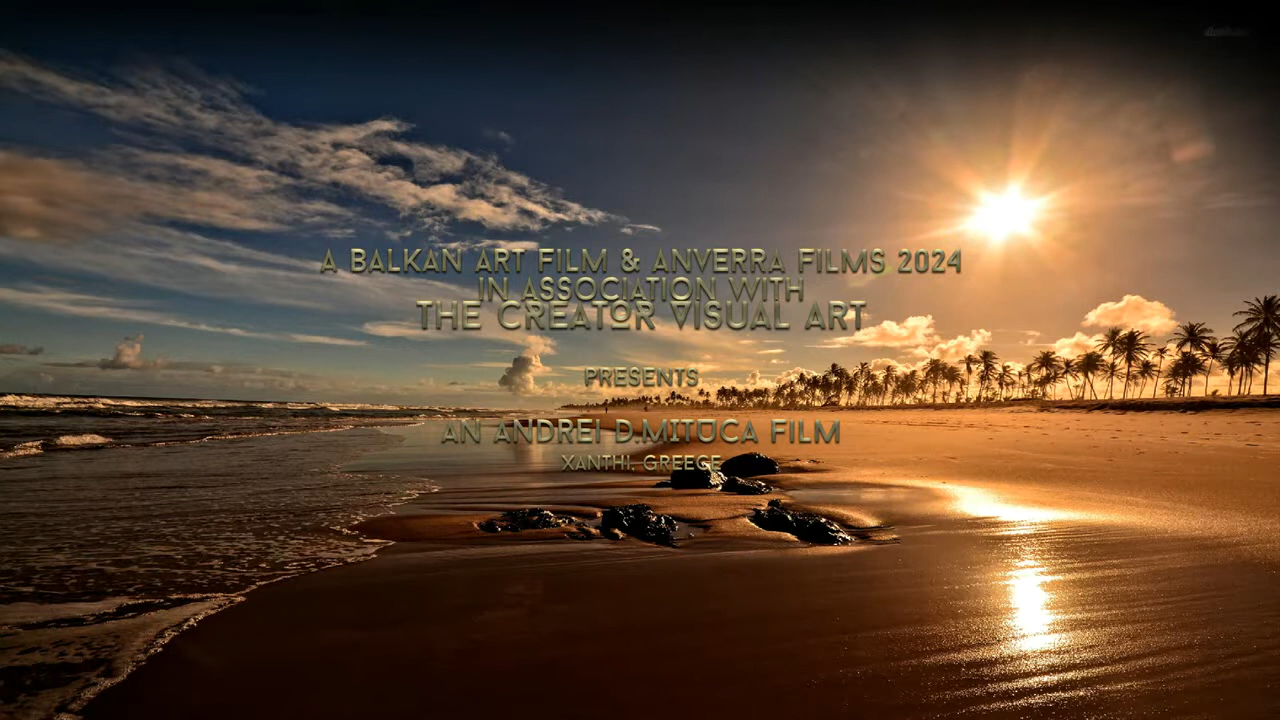 A BALKAN ART FILM & ANVERRA FILMS 2024
IN ASSOCIATION WITH
THE CREATOR VISUAL ART
PRESENTS
AN ANDREI D.MITUCA FILM
XANTHI, GREECE